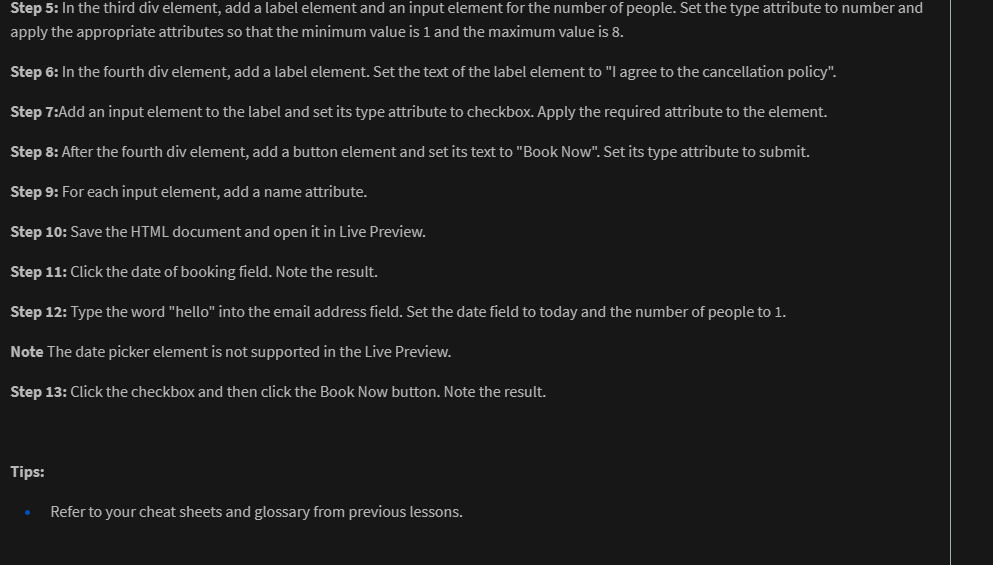 Step 5: In the third div element, add a label element and an input element for the number of people. Set the type attribute to number and
apply the appropriate attributes so that the minimum value is 1 and the maximum value is 8.
Step 6: In the fourth div element, add a label element. Set the text of the label element to "I agree to the cancellation policy".
Step 7:Add an input element to the label and set its type attribute to checkbox. Apply the required attribute to the element.
Step 8: After the fourth div element, add a button element and set its text to "Book Now". Set its type attribute to submit.
Step 9: For each input element, add a name attribute.
Step 10: Save the HTML document and open it in Live Preview.
Step 11: Click the date of booking field. Note the result.
Step 12: Type the word "hello" into the email address field. Set the date field to today and the number of people to 1.
Note The date picker element is not supported in the Live Preview.
Step 13: Click the checkbox and then click the Book Now button. Note the result.
Tips:
• Refer to your cheat sheets and glossary from previous lessons.